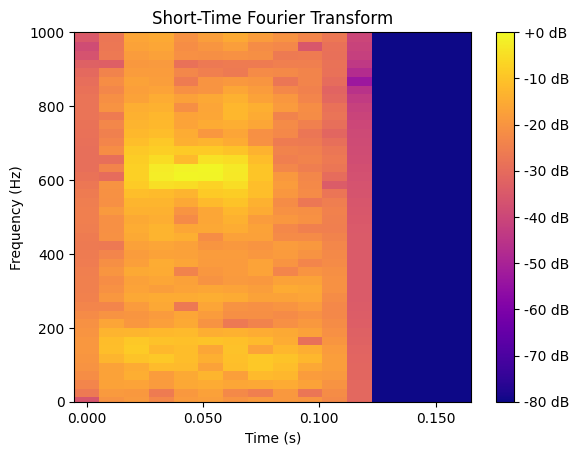 Short-Time Fourier Transform
Frequency (Hz)
1000
800
600
400
200
0
0.000
0.050
0.100
0.150
Time (s)
+0 dB
-10 dB
-20 dB
-30 dB
-40 dB
-50 dB
-60 dB
-70 dB
-80 dB